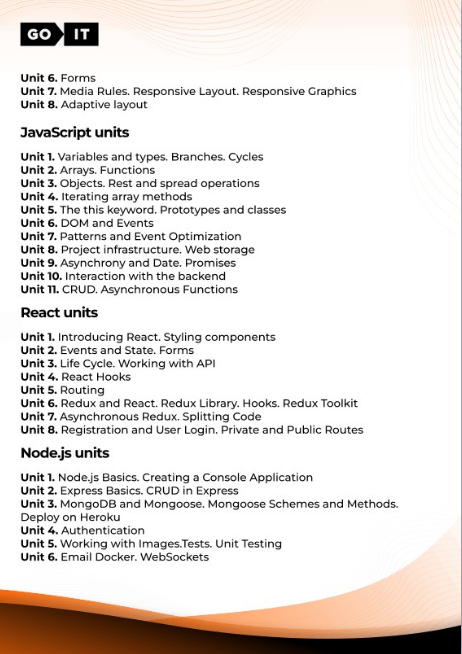 GO IT
Unit 6. Forms
Unit 7. Media Rules. Responsive Layout. Responsive Graphics
Unit 8. Adaptive layout
JavaScript units
Unit 1. Variables and types. Branches. Cycles
Unit 2. Arrays. Functions
Unit 3. Objects. Rest and spread operations
Unit 4. Iterating array methods
Unit 5. The this keyword. Prototypes and classes
Unit 6. DOM and Events
Unit 7. Patterns and Event Optimization
Unit 8. Project infrastructure. Web storage
Unit 9. Asynchrony and Date. Promises
Unit 10. Interaction with the backend
Unit 11. CRUD. Asynchronous Functions
React units
Unit 1. Introducing React. Styling components
Unit 2. Events and State. Forms
Unit 3. Life Cycle. Working with API
Unit 4. React Hooks
Unit 5. Routing
Unit 6. Redux and React. Redux Library. Hooks. Redux Toolkit
Unit 7. Asynchronous Redux. Splitting Code
Unit 8. Registration and User Login. Private and Public Routes
Node.js units
Unit 1. Node.js Basics. Creating a Console Application
Unit 2. Express Basics. CRUD in Express
Unit 3. MongoDB and Mongoose. Mongoose Schemes and Methods.
Deploy on Heroku
Unit 4. Authentication
Unit 5. Working with Images.Tests. Unit Testing
Unit 6. Email Docker. WebSockets